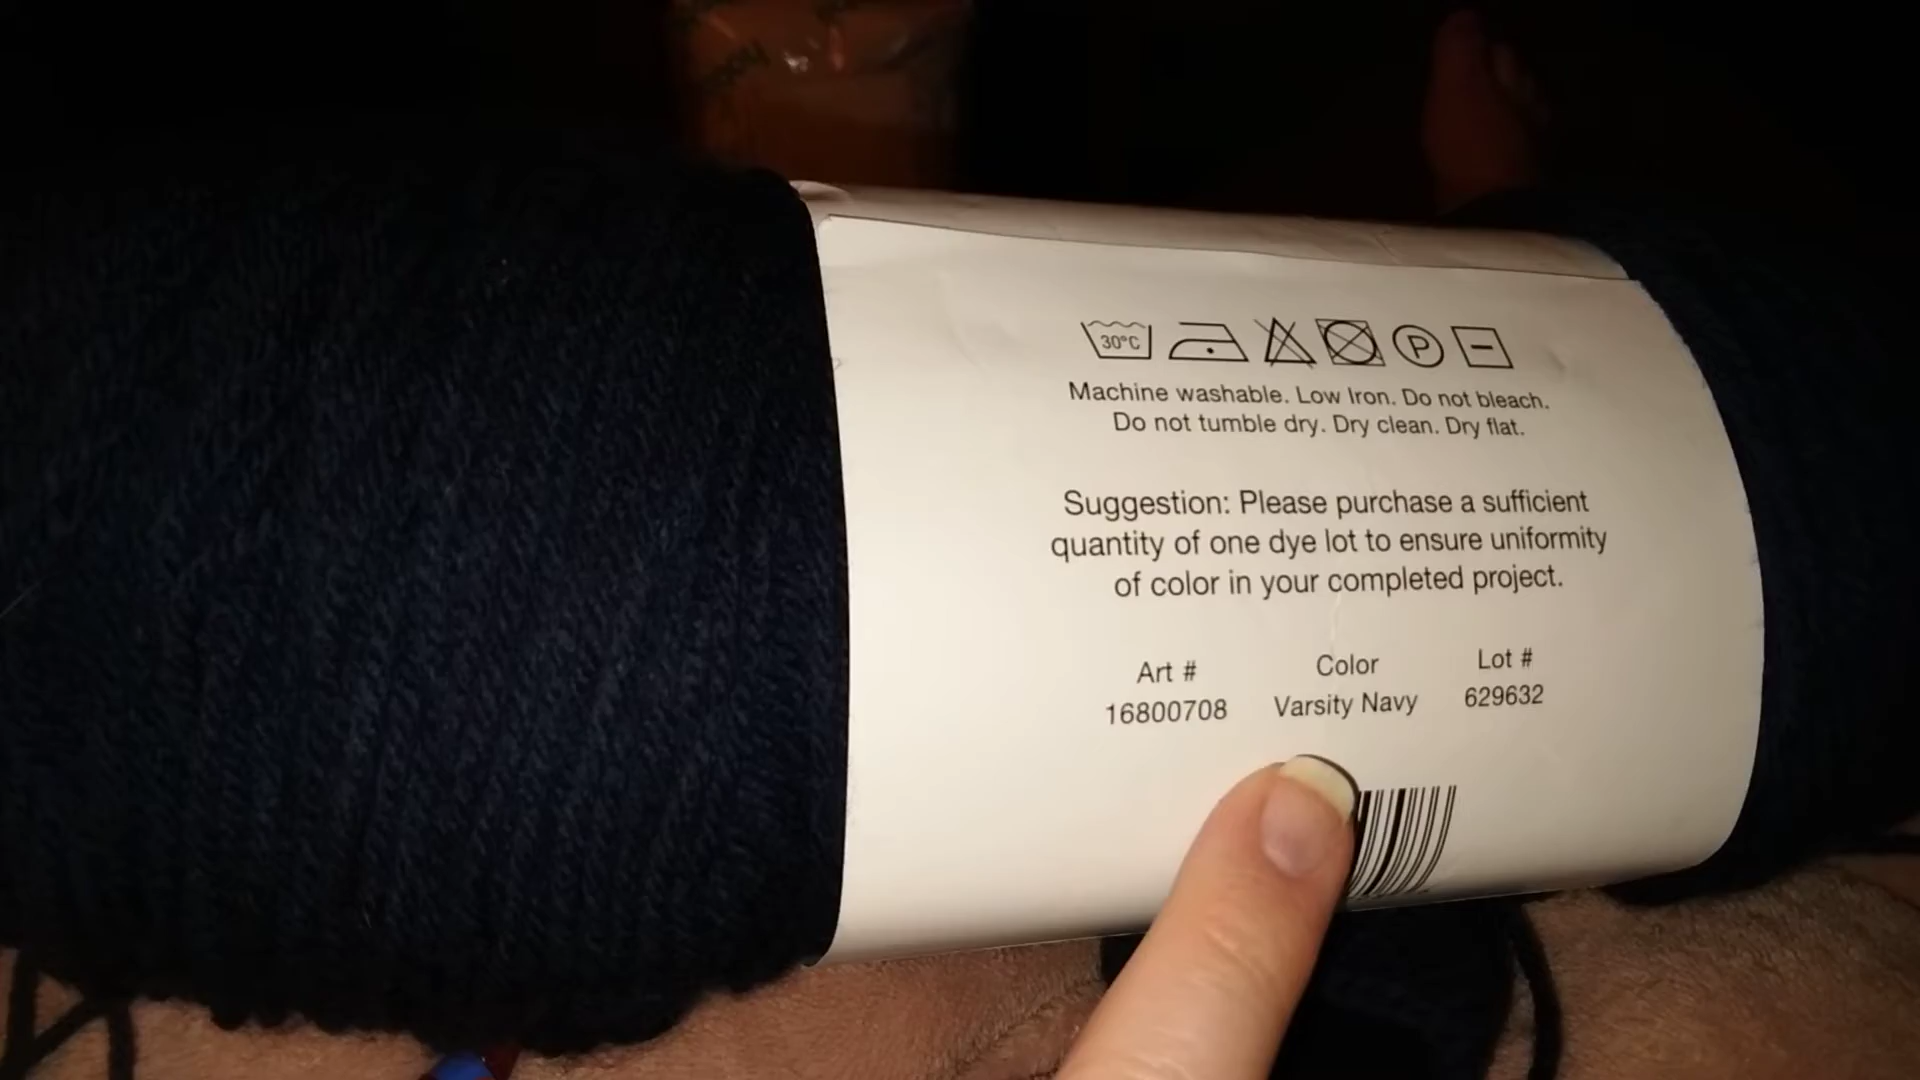 30°C
P
Machine washable. Low Iron. Do not bleach.
Do not tumble dry. Dry clean. Dry flat.
Suggestion: Please purchase a sufficient
quantity of one dye lot to ensure uniformity
of color in your completed project.
Art # Color Lot #
16800708 Varsity Navy 629632